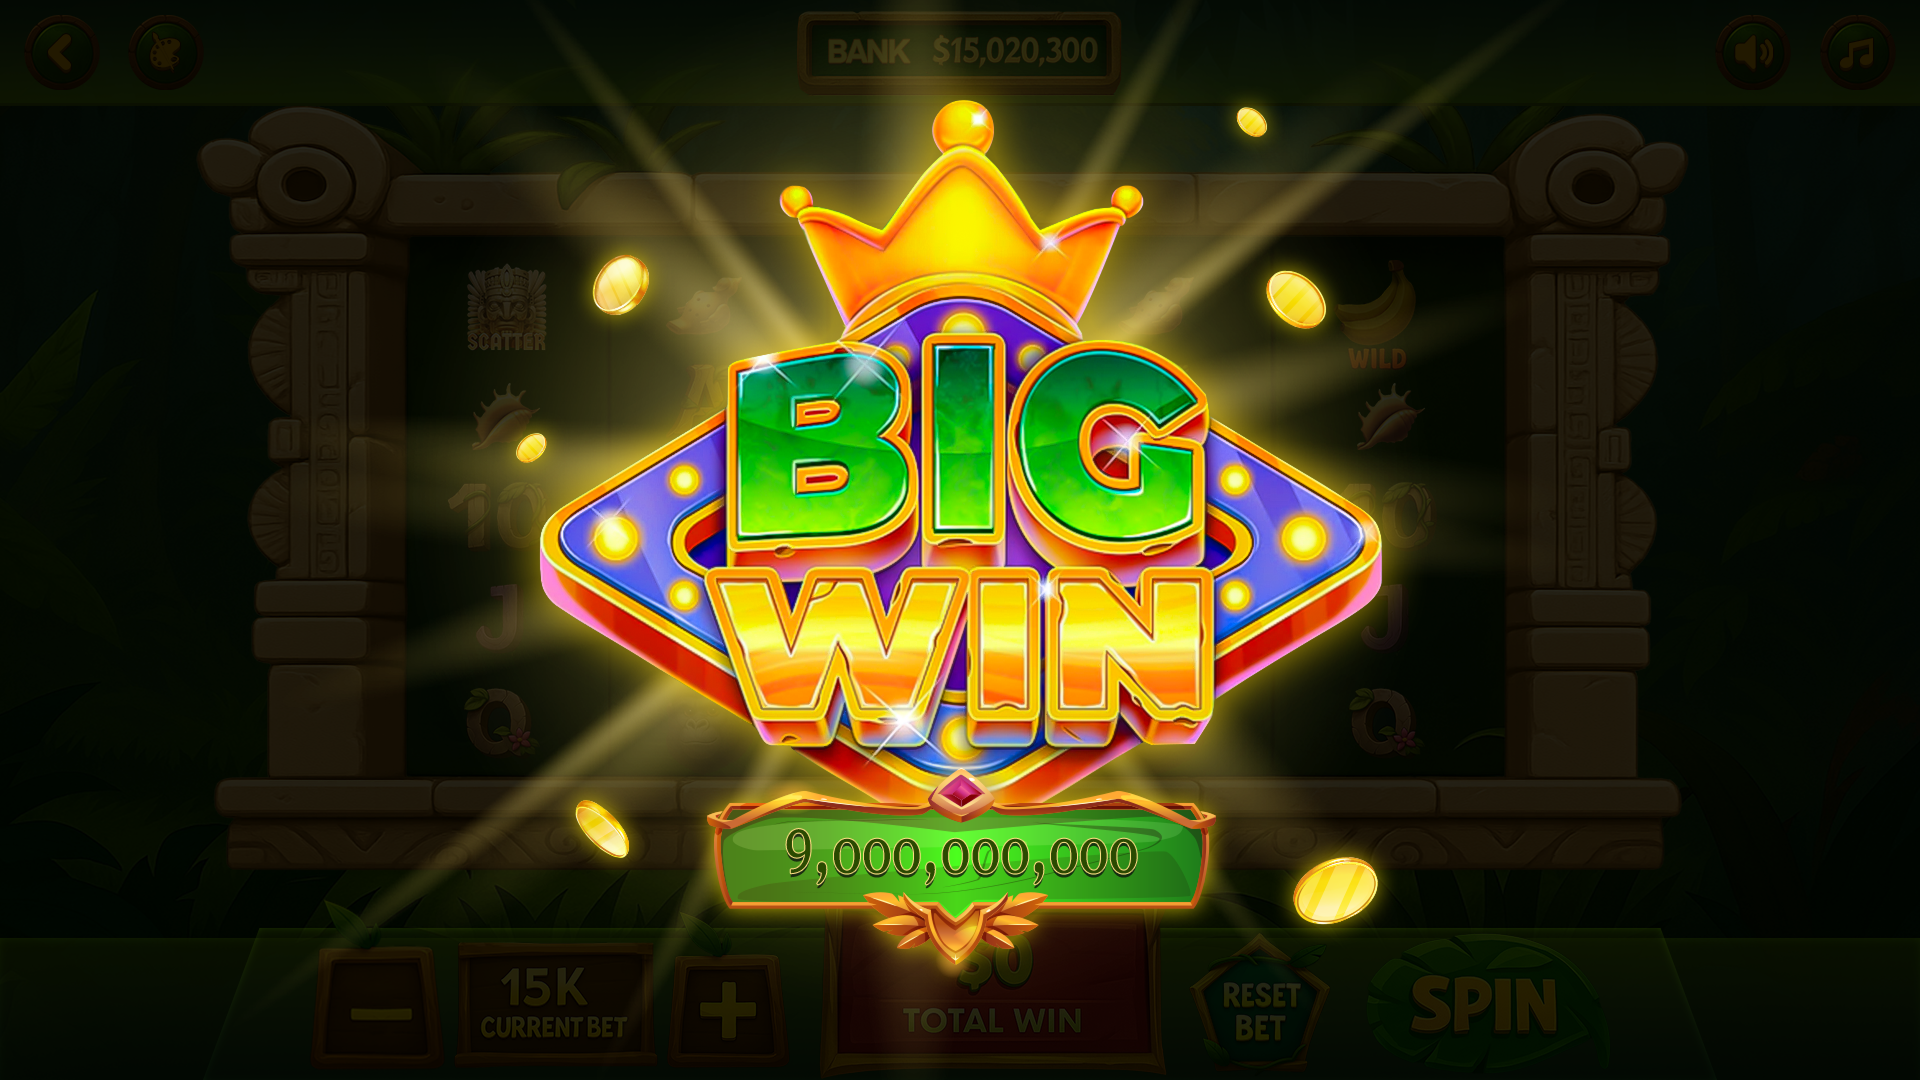 BANK $15,020,300
SCATTER
WILD
BIG
WIN
10
J
J
Q
Q
9,000,000,000
15K
CURRENT BET
$0
TOTAL WIN
RESET
BET
SPIN